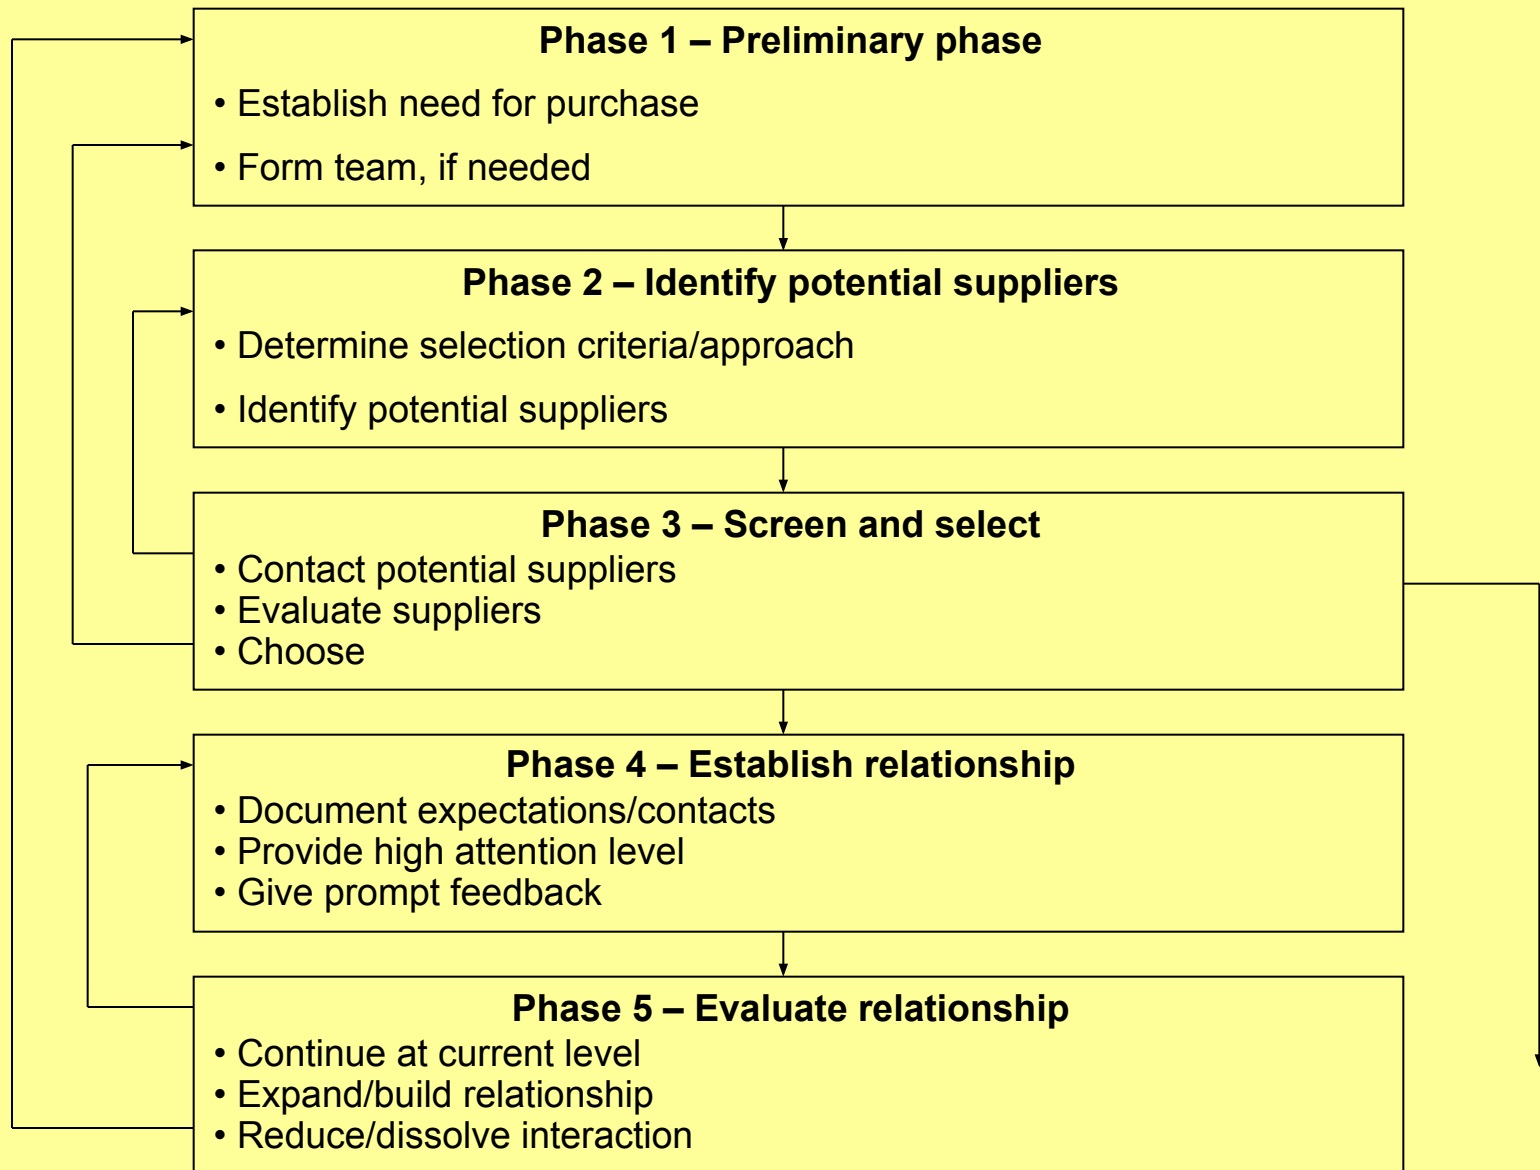 Phase 1 – Preliminary phase
• Establish need for purchase
• Form team, if needed
Phase 2 – Identify potential suppliers
• Determine selection criteria/approach
• Identify potential suppliers
Phase 3 – Screen and select
• Contact potential suppliers
• Evaluate suppliers
• Choose
Phase 4 – Establish relationship
• Document expectations/contacts
• Provide high attention level
• Give prompt feedback
Phase 5 – Evaluate relationship
• Continue at current level
• Expand/build relationship
• Reduce/dissolve interaction